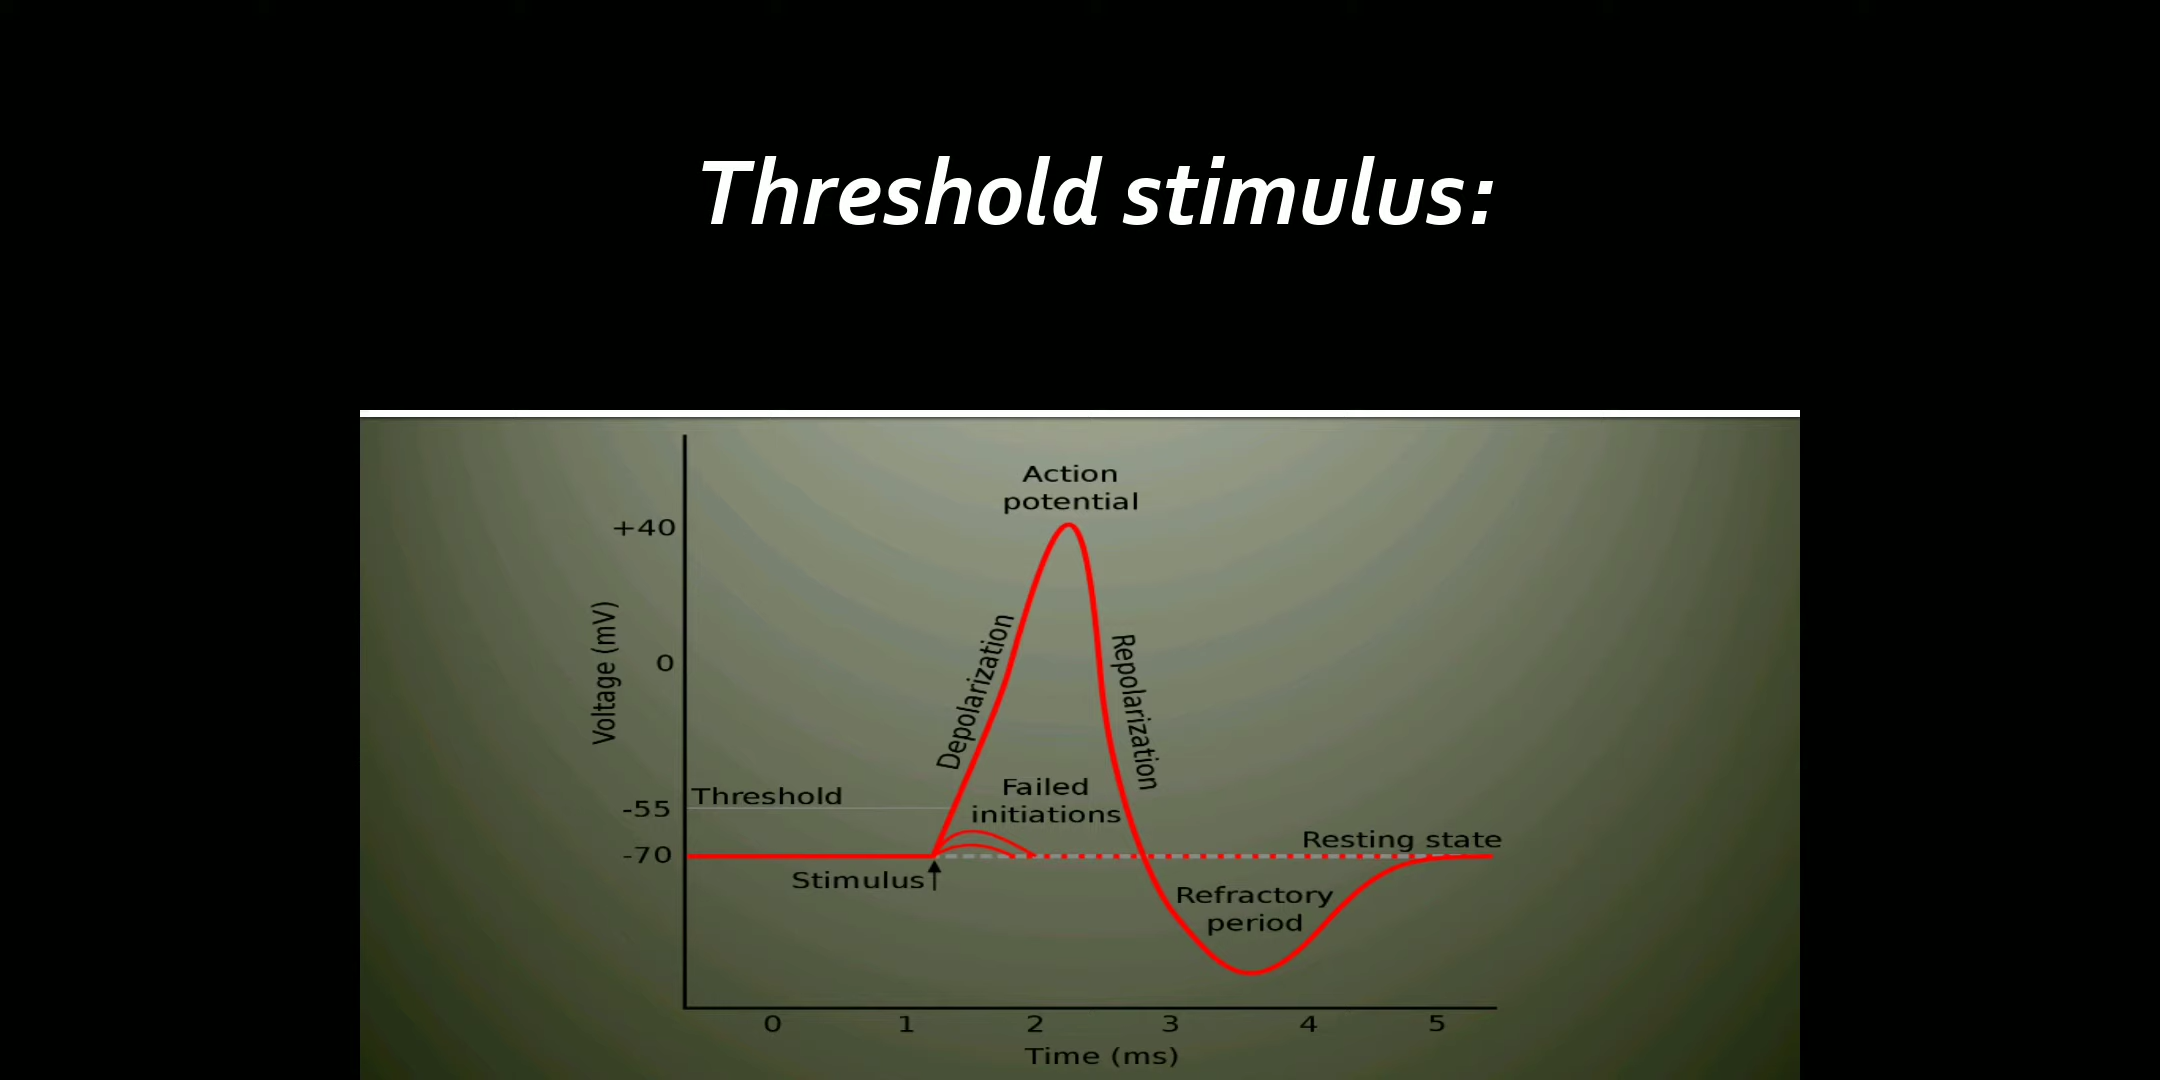 Threshold stimulus:
Action
potential
+40
Voltage (mV)
0
Depolarization
Repolarization
Failed
initiations
Threshold
-55
-70
Resting state
Stimulus
Refractory
period
0 1 2 3 4 5
Time (ms)